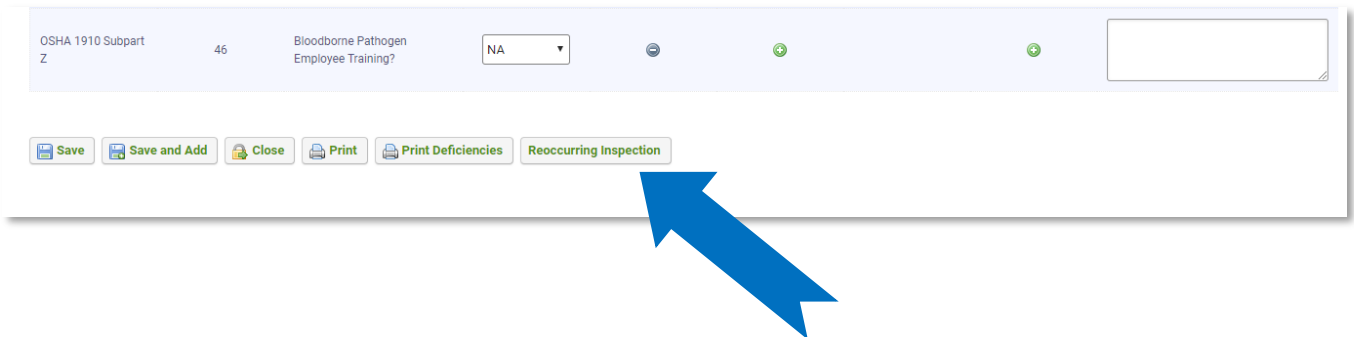 OSHA 1910 Subpart
Z
46
Bloodborne Pathogen
Employee Training?
NA
Save
Save and Add
Close
Print
Print Deficiencies
Reoccurring Inspection